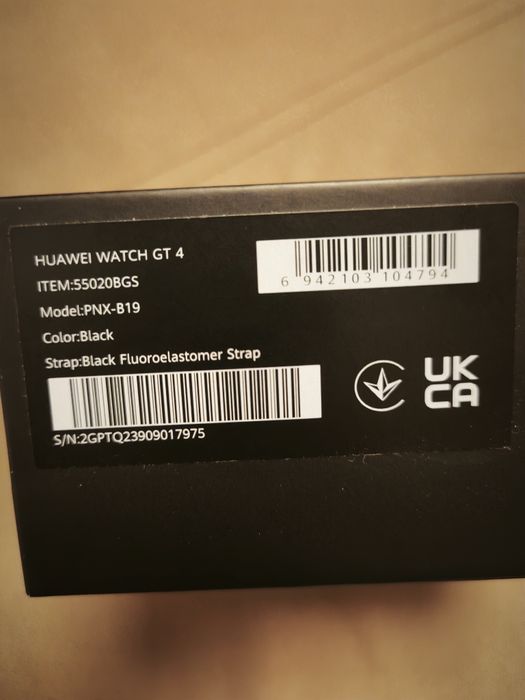 HUAWEI WATCH GT 4
ITEM:55020BGS
Model:PNX-B19
Color:Black
Strap:Black Fluoroelastomer Strap
S/N:2GPTQ23909017975
6 942103 104794
UK
CA